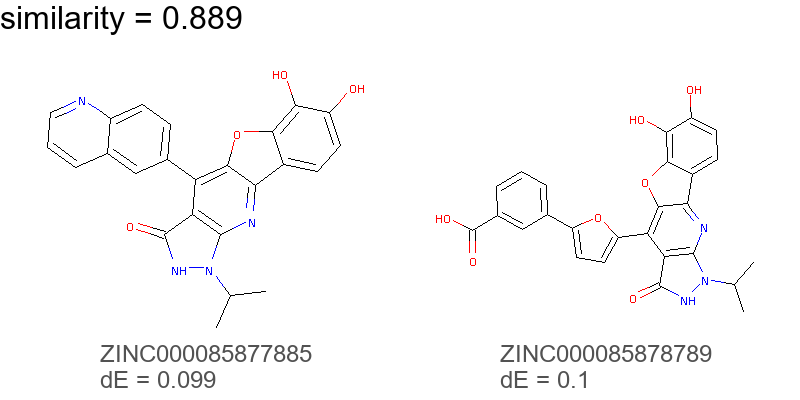 similarity = 0.889
HO
OH
N
O
O
N
NH
N
OH
HO
O
O
HO
O
N
N
O
NH
ZINC000085877885
dE = 0.099
ZINC000085878789
dE = 0.1